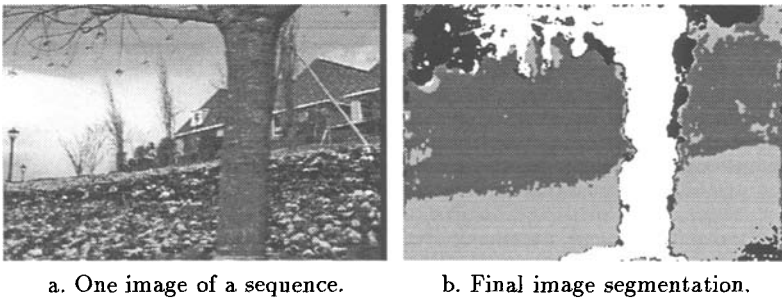 a. One image of a sequence.
b. Final image segmentation.